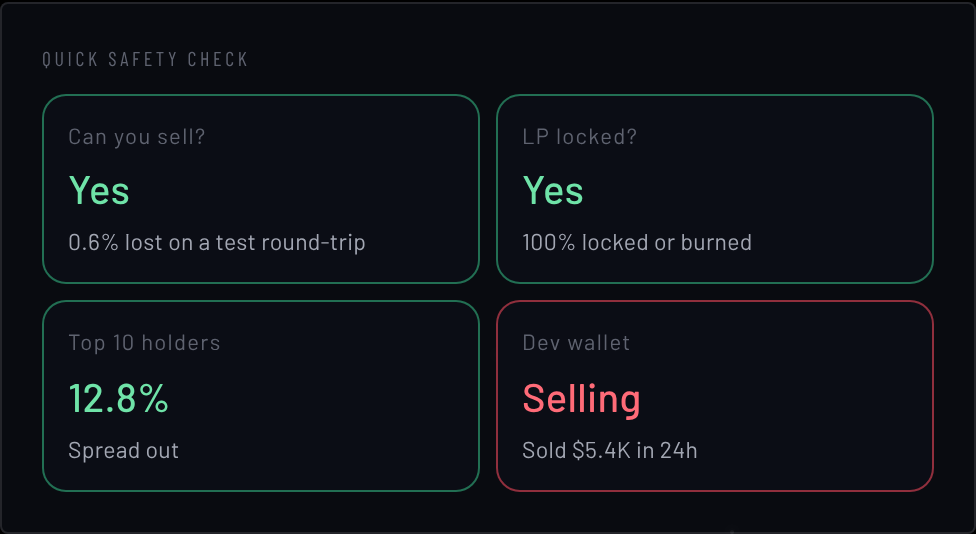 QUICK SAFETY CHECK
Can you sell?
Yes
0.6% lost on a test round-trip
LP locked?
Yes
100% locked or burned
Top 10 holders
12.8%
Spread out
Dev wallet
Selling
Sold $5.4K in 24h